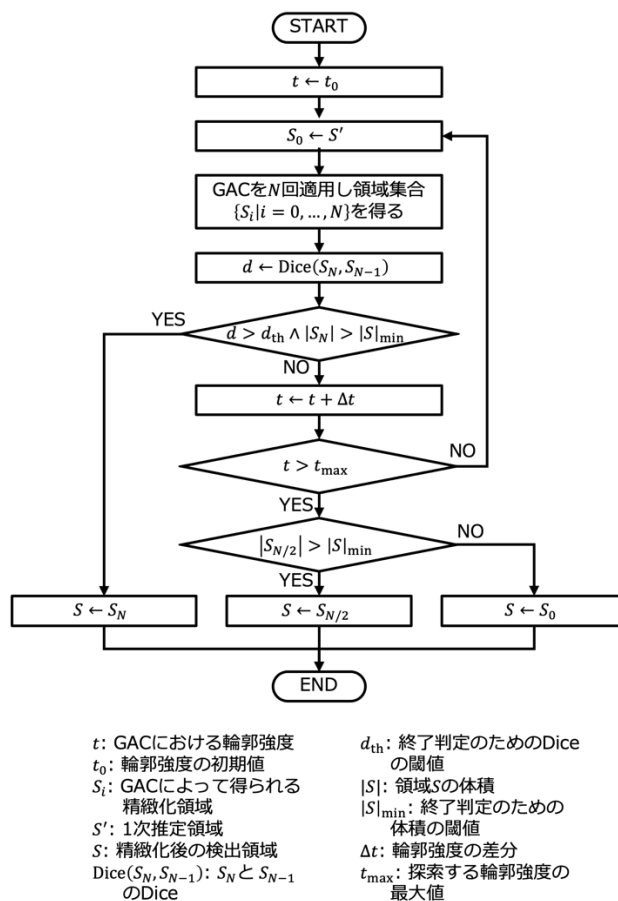 START
t ← t₀
S₀ ← S′
GACをN回適用し領域集合
{Sᵢ|i = 0, … , N}を得る
d ← Dice(S_N, S_{N−1})
YES
d > d_th ∧ |S_N| > |S|_min
NO
t ← t + Δt
t > t_max
NO
YES
|S_{N/2}| > |S|_min
NO
YES
S ← S_N
S ← S_{N/2}
S ← S₀
END
t: GACにおける輪郭強度
t₀: 輪郭強度の初期値
Sᵢ: GACによって得られる
精緻化領域
S′: 1次推定領域
S: 精緻化後の検出領域
Dice(S_N, S_{N−1}): S_NとS_{N−1}
のDice
d_th: 終了判定のためのDice
の閾値
|S|: 領域Sの体積
|S|_min: 終了判定のための
体積の閾値
Δt: 輪郭強度の差分
t_max: 探索する輪郭強度の
最大値